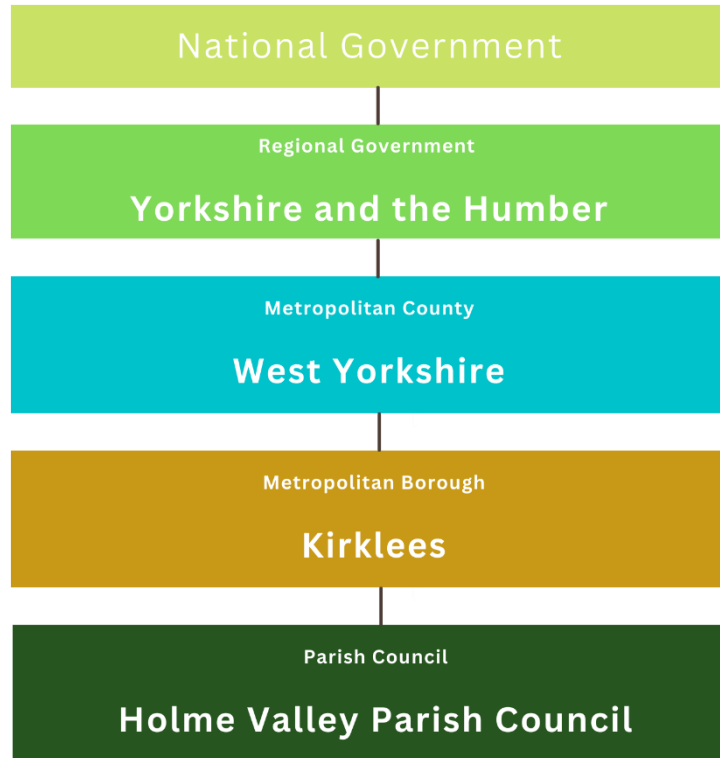 National Government
Regional Government
Yorkshire and the Humber
Metropolitan County
West Yorkshire
Metropolitan Borough
Kirklees
Parish Council
Holme Valley Parish Council